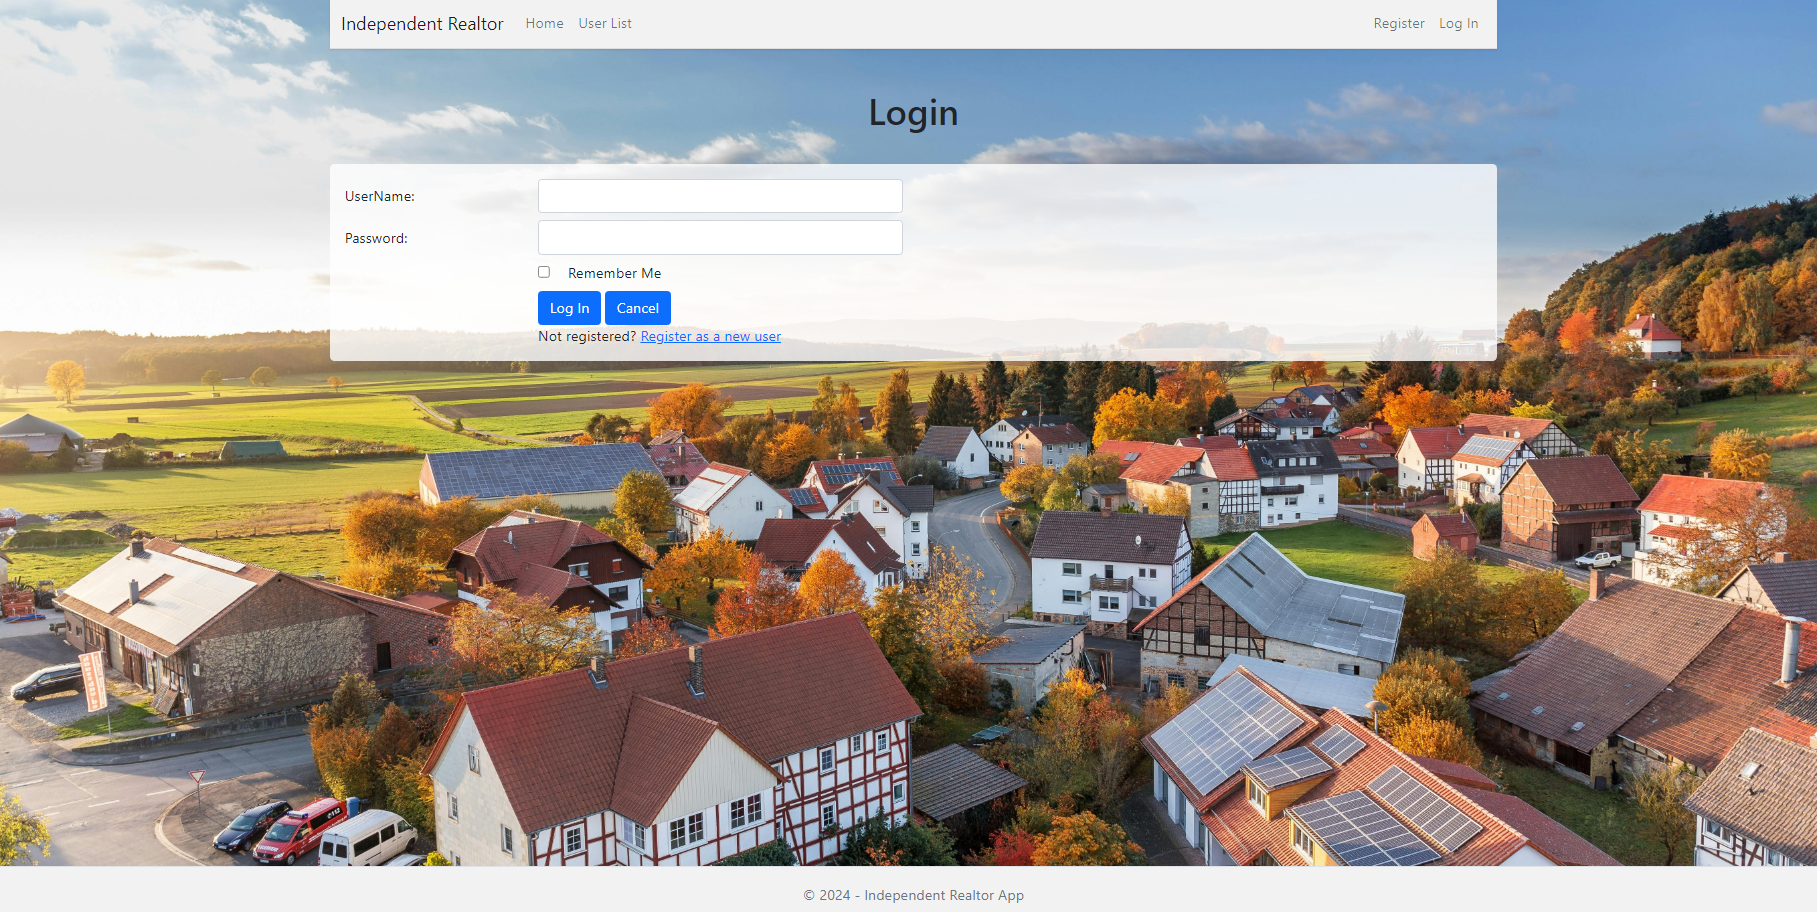 Independent Realtor Home User List Register Log In
Login
UserName:
Password:
Remember Me
Log In Cancel
Not registered? Register as a new user
© 2024 - Independent Realtor App